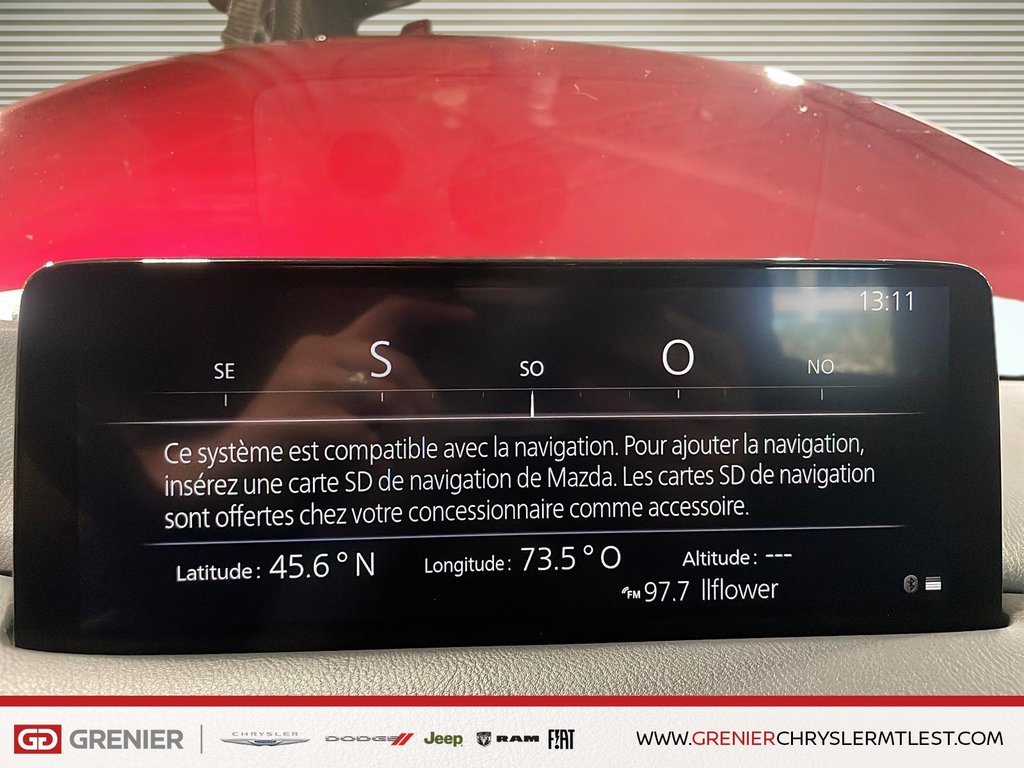 13:11
SE S SO O NO
Ce système est compatible avec la navigation. Pour ajouter la navigation,
insérez une carte SD de navigation de Mazda. Les cartes SD de navigation
sont offertes chez votre concessionnaire comme accessoire.
Latitude: 45.6° N Longitude: 73.5° O Altitude: ---
FM 97.7 llflower
GD GRENIER CHRYSLER DODGE Jeep RAM FIAT WWW.GRENIERCHRYSLERMTLEST.COM